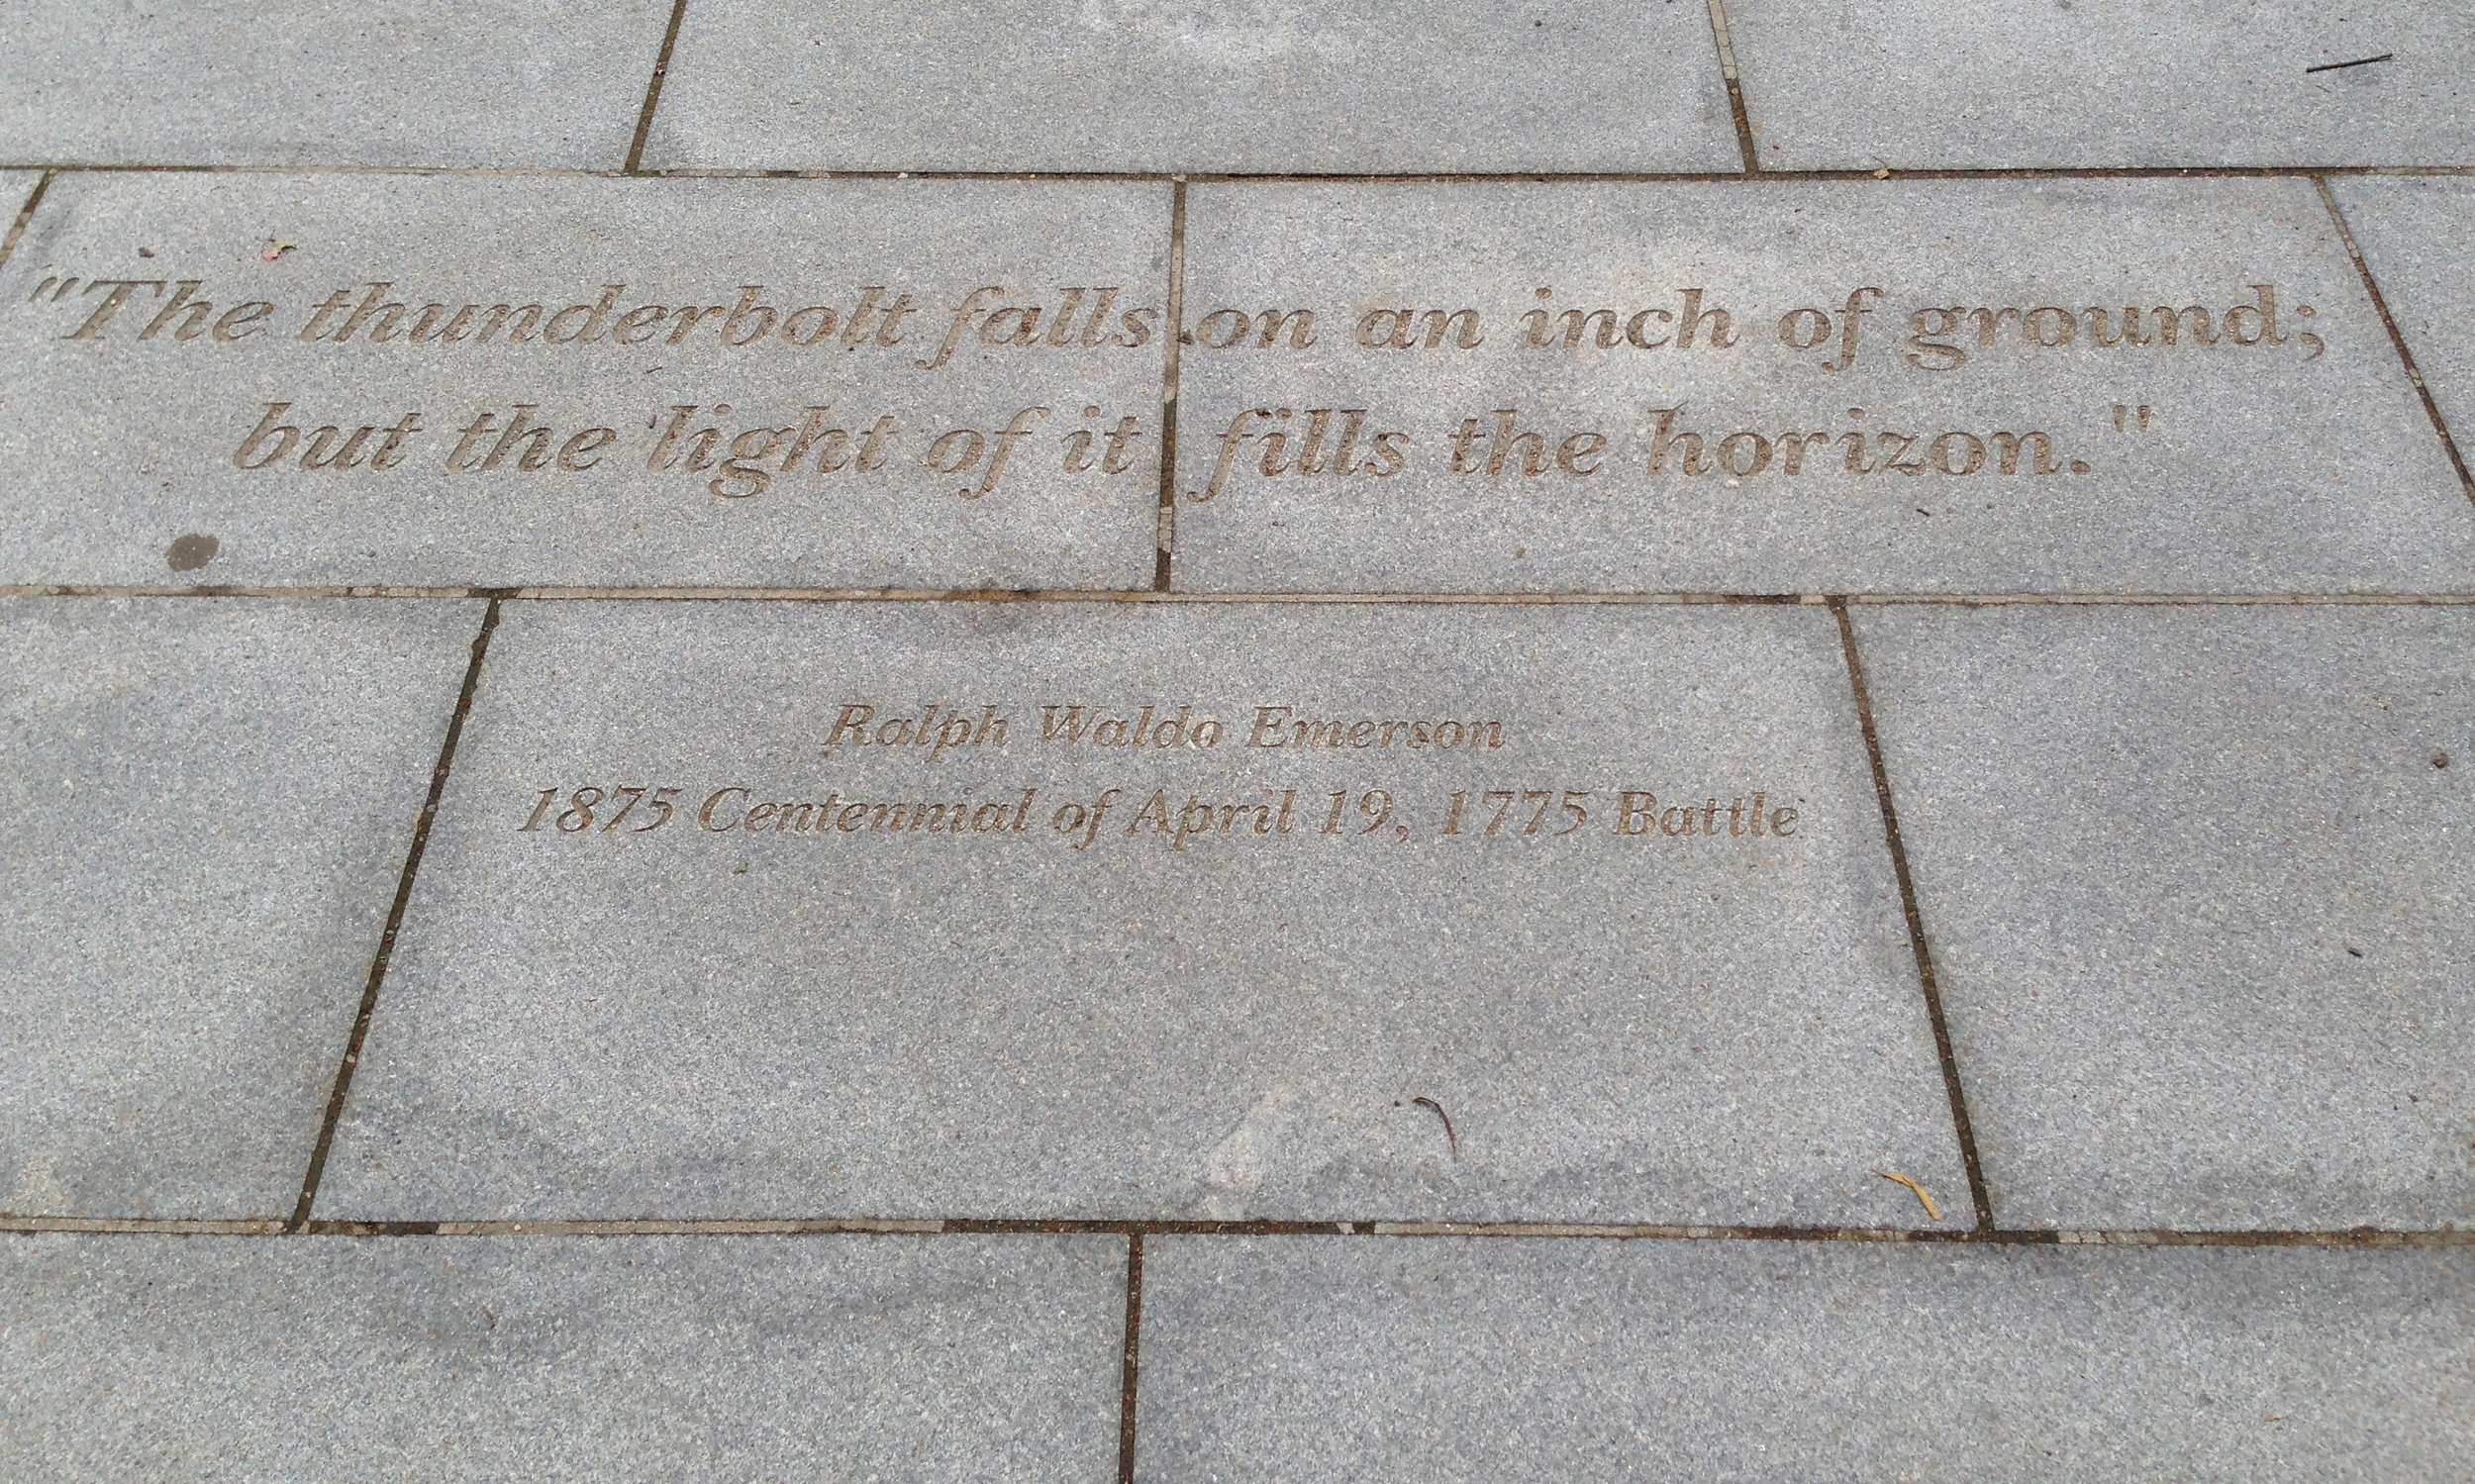 "The thunderbolt falls on an inch of ground;
but the light of it fills the horizon."
Ralph Waldo Emerson
1875 Centennial of April 19, 1775 Battle